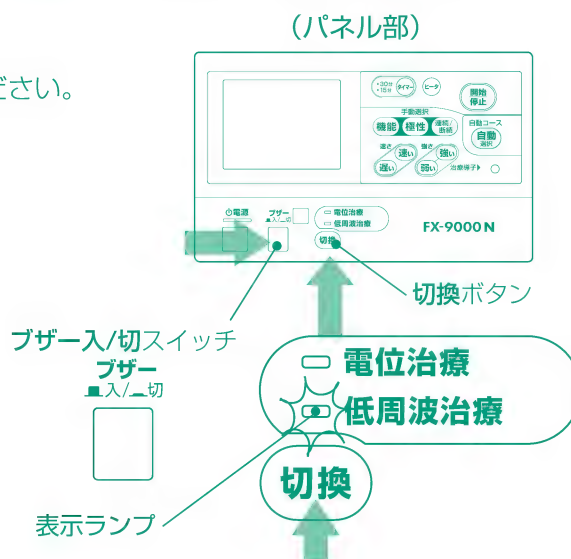 （パネル部）
ださい。
•30分
•15分
タイマー
ヒータ
開始
停止
手動選択
機能
極性
連続/
断続
自動コース
自動
選択
速さ
速い
遅い
強さ
強い
弱い
治療導子
電源
ブザー
入/切
電位治療
低周波治療
切換
FX-9000N
切換ボタン
ブザー入/切スイッチ
ブザー
入/切
電位治療
低周波治療
切換
表示ランプ